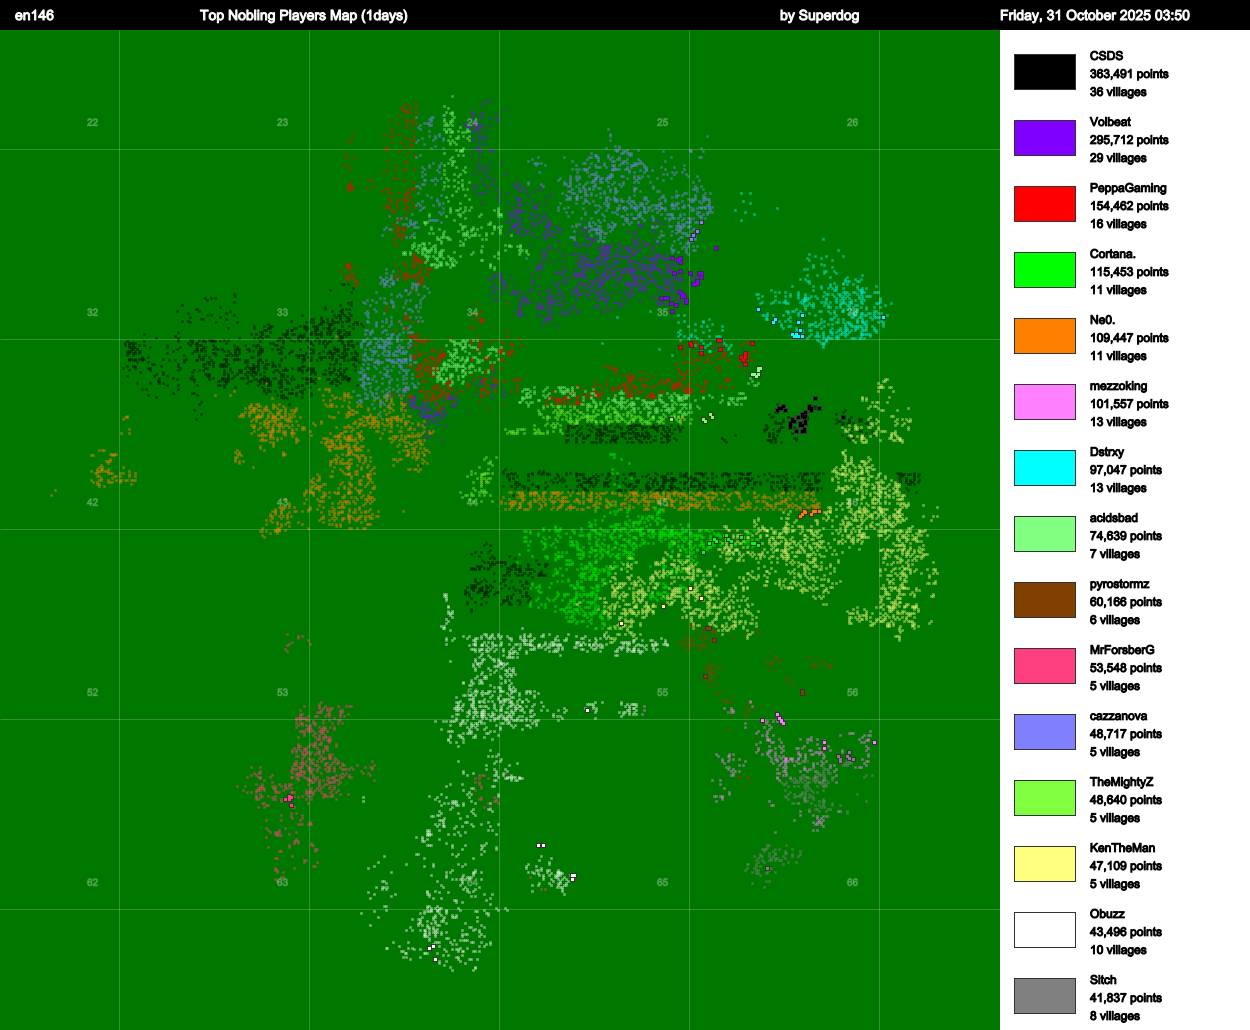 en146 Top Nobling Players Map (1days) by Superdog Friday, 31 October 2025 03:50
22 23 24 25 26
32 33 34 35 36
42 43 44 45
52 53 54 55 56
62 63 64 65 66
CSDS
363,491 points
36 villages
Volbeat
295,712 points
29 villages
PeppaGaming
154,462 points
16 villages
Cortana.
115,453 points
11 villages
Ne0.
109,447 points
11 villages
mezzoking
101,557 points
13 villages
Dstrxy
97,047 points
13 villages
acidsbad
74,639 points
7 villages
pyrostormz
60,166 points
6 villages
MrForsberG
53,548 points
5 villages
cazzanova
48,717 points
5 villages
TheMightyZ
48,640 points
5 villages
KenTheMan
47,109 points
5 villages
Obuzz
43,496 points
10 villages
Sitch
41,837 points
8 villages